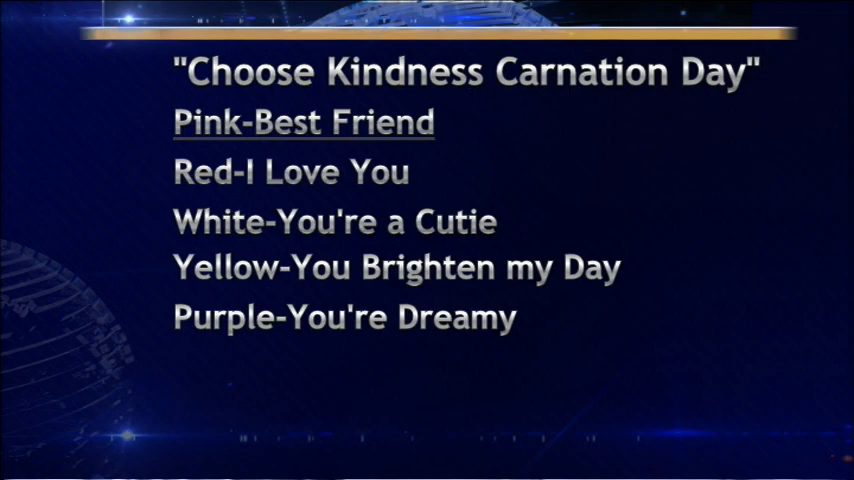 "Choose Kindness Carnation Day"
Pink-Best Friend
Red-I Love You
White-You're a Cutie
Yellow-You Brighten my Day
Purple-You're Dreamy